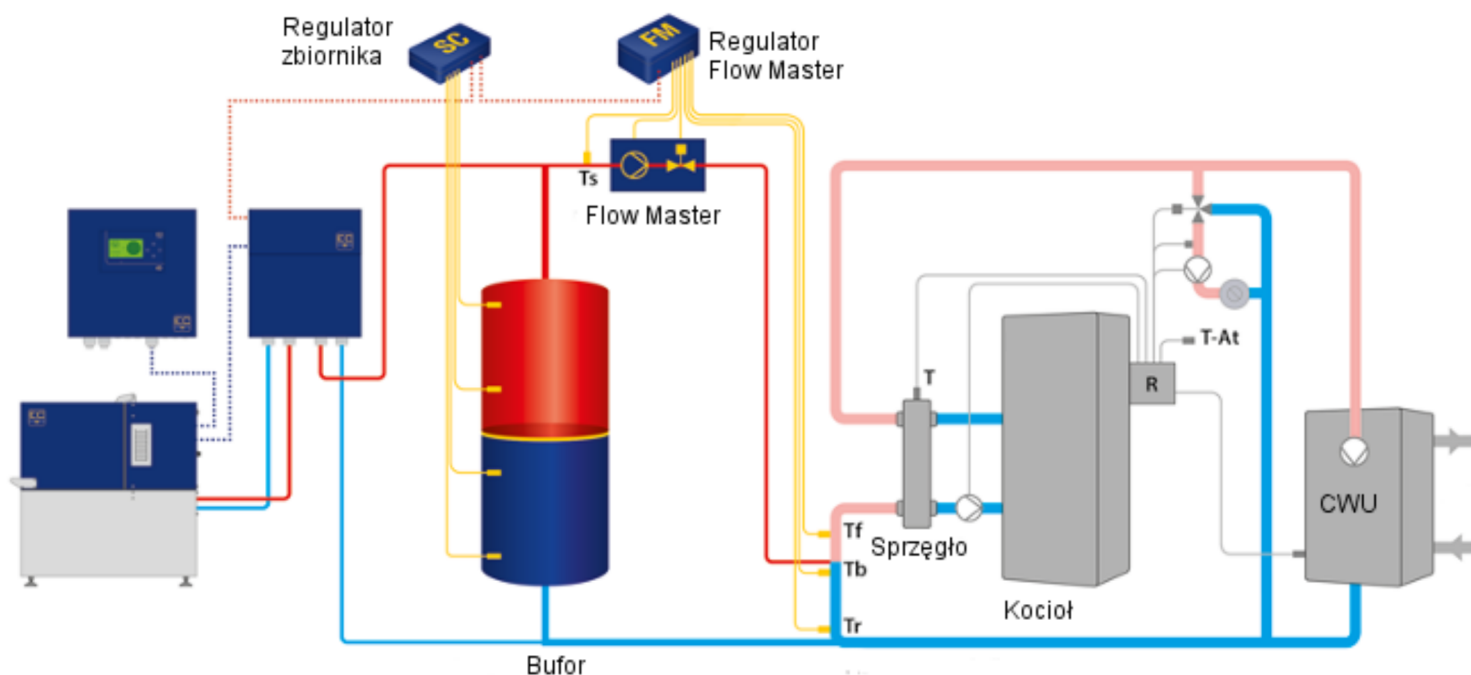 Regulator
zbiornika
SC
FM
Regulator
Flow Master
Ts
Flow Master
T-At
T
R
Tf
Sprzęgło
Tb
CWU
Kocioł
Tr
Bufor